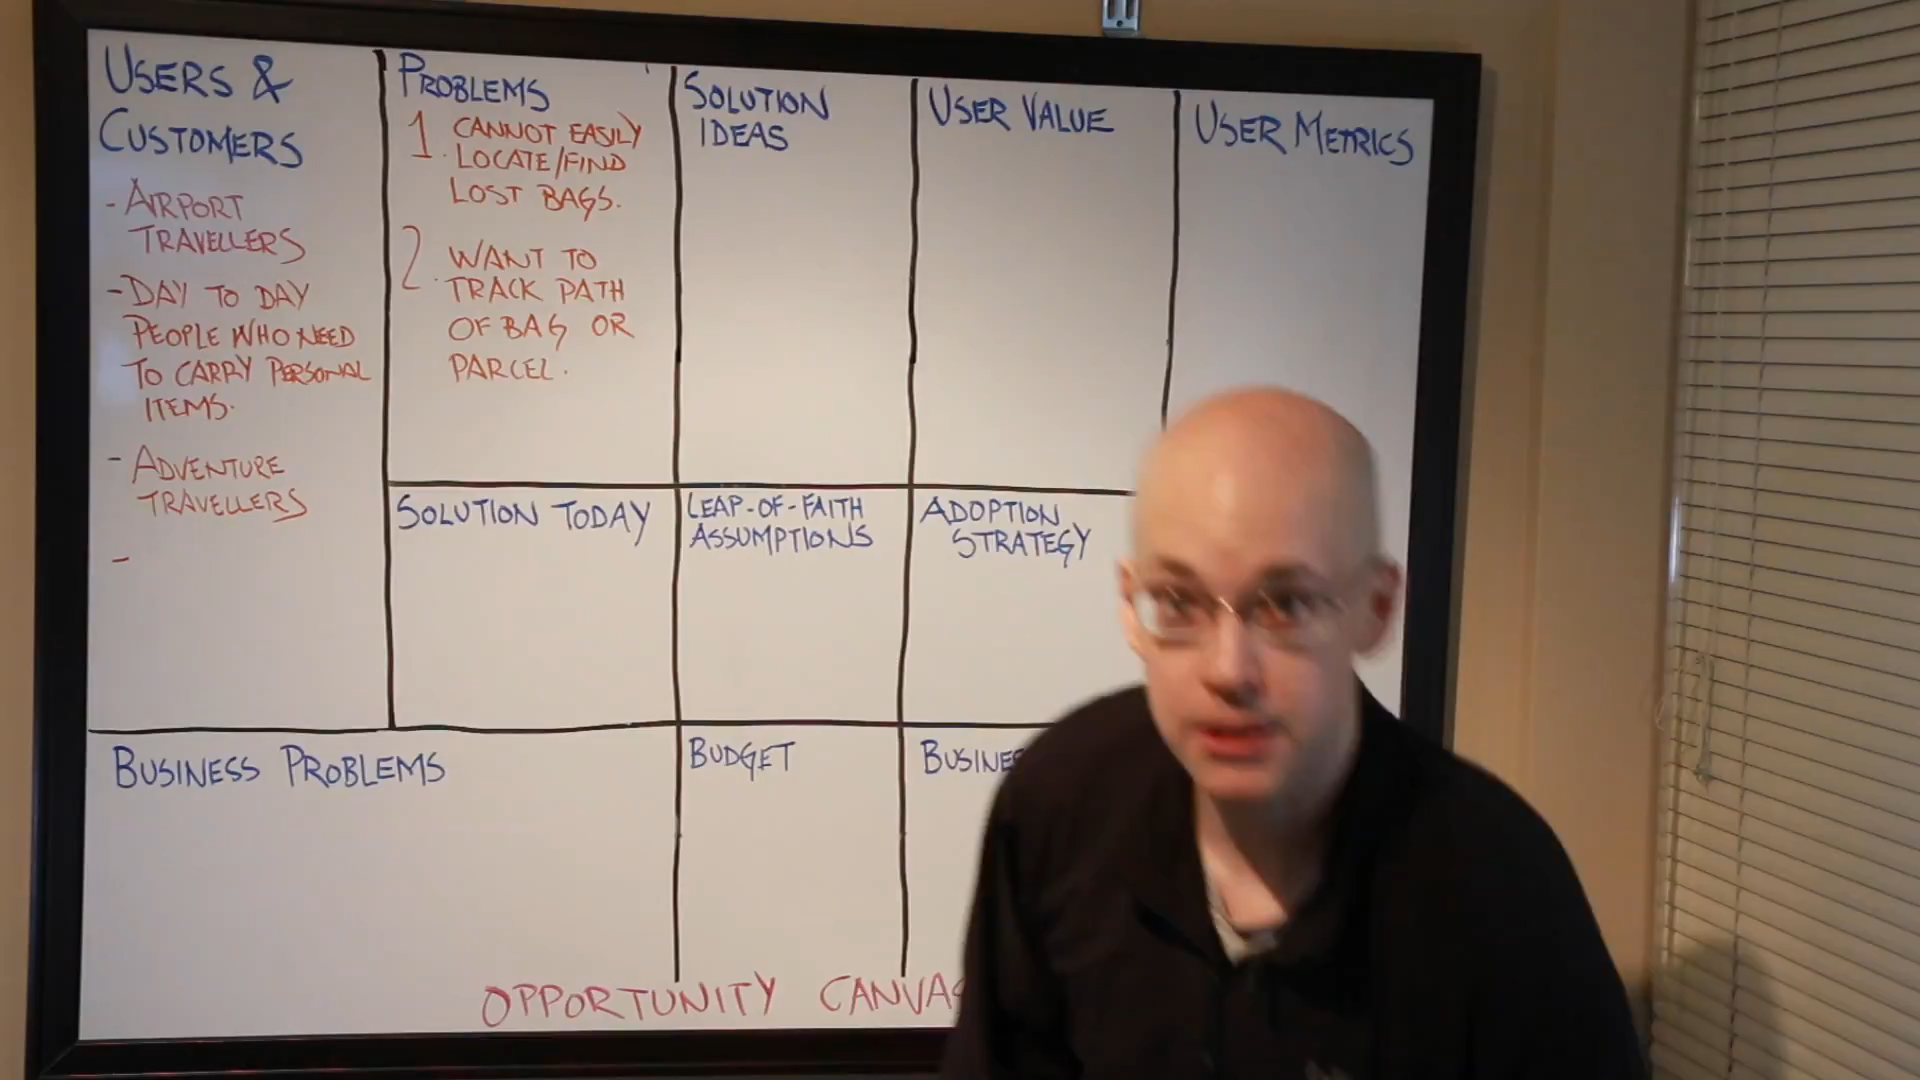 USERS &
CUSTOMERS
- AIRPORT
TRAVELLERS
- DAY TO DAY
PEOPLE WHO NEED
TO CARRY PERSONAL
ITEMS.
- ADVENTURE
TRAVELLERS
-
PROBLEMS
1. CANNOT EASILY
LOCATE/FIND
LOST BAGS.
2. WANT TO
TRACK PATH
OF BAG OR
PARCEL.
SOLUTION
IDEAS
USER VALUE
USER METRICS
SOLUTION TODAY
LEAP-OF-FAITH
ASSUMPTIONS
ADOPTION
STRATEGY
BUSINESS PROBLEMS
BUDGET
BUSINE
OPPORTUNITY CANVAS